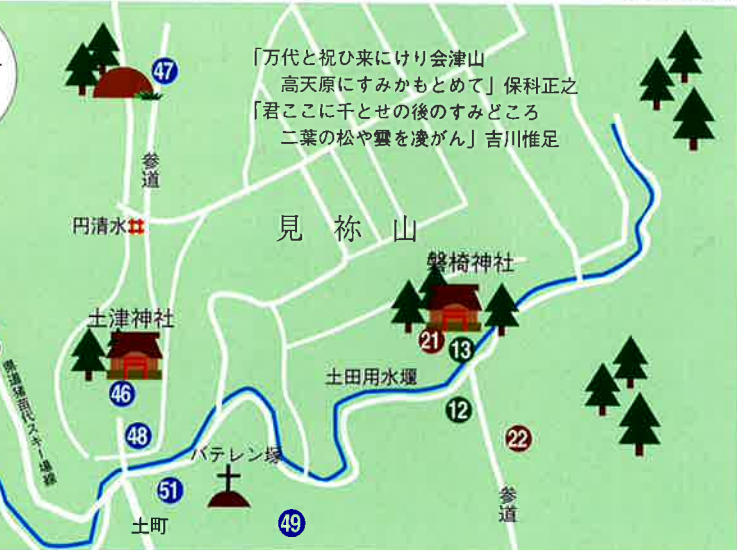 「万代と祝ひ来にけり会津山
高天原にすみかもとめて」保科正之
「君ここに千とせの後のすみどころ
二葉の松や雲を凌がん」吉川惟足
47
参道
円清水
見祢山
磐椅神社
土津神社
21
13
県道猪苗代スキー場線
土田用水堰
46
12
48
バテレン塚
22
51
参道
49
土町